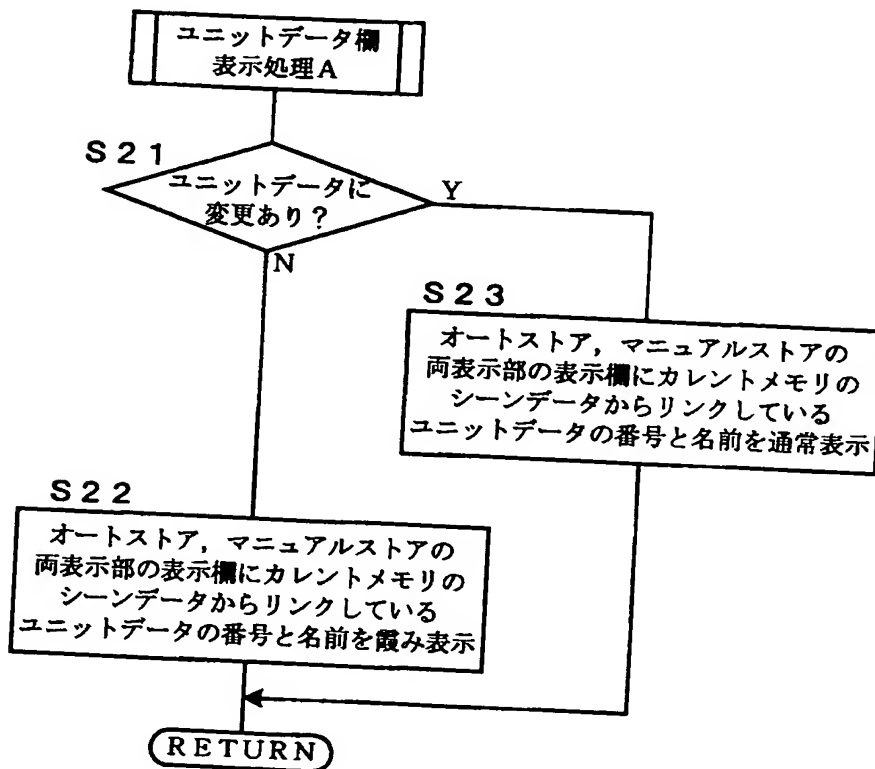 ユニットデータ欄
表示処理A
S21
ユニットデータに
変更あり?
Y
N
S23
オートストア,マニュアルストアの
両表示部の表示欄にカレントメモリの
シーンデータからリンクしている
ユニットデータの番号と名前を通常表示
S22
オートストア,マニュアルストアの
両表示部の表示欄にカレントメモリの
シーンデータからリンクしている
ユニットデータの番号と名前を霞み表示
RETURN